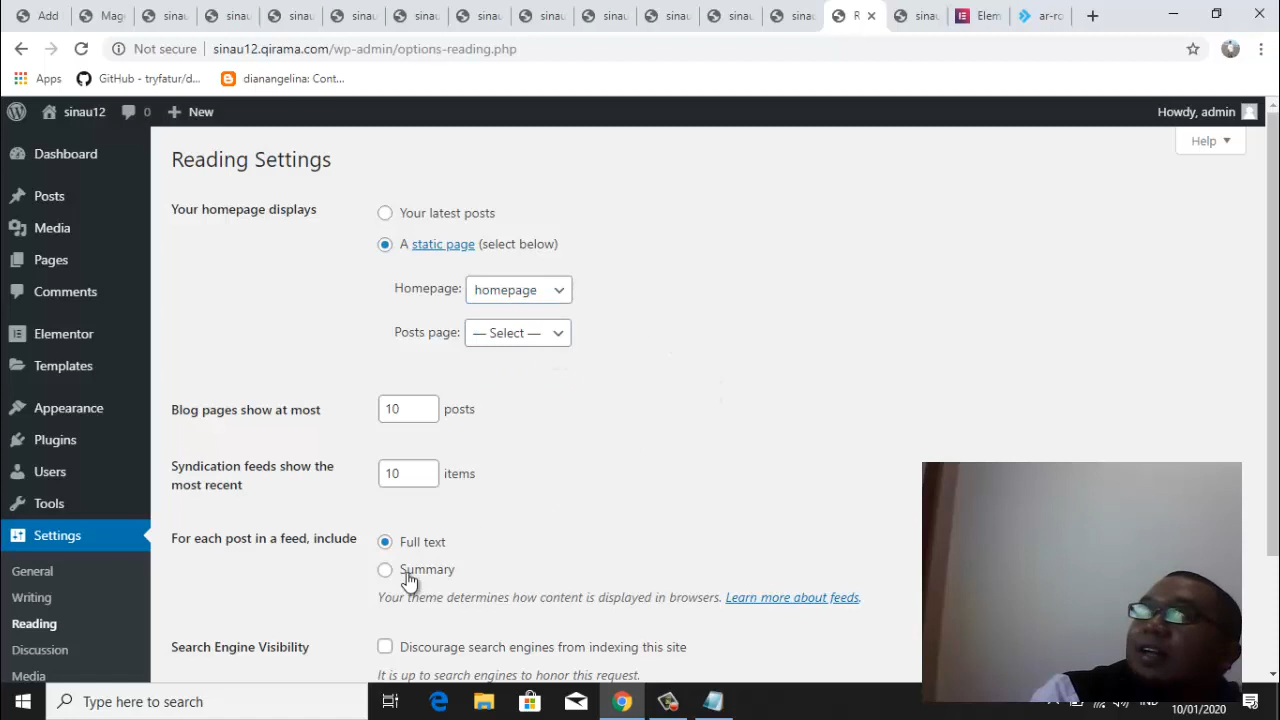 Add
Mag
sinau
sinau
sinau
sinau
sinau
sinau
sinau
sinau
sinau
sinau
sinau
R
sinau
Elem
ar-ro
Not secure
sinau12.qirama.com/wp-admin/options-reading.php
Apps
GitHub - tryfatur/d...
dianangelina: Cont...
sinau12
0
New
Howdy, admin
Help
Dashboard
Posts
Media
Pages
Comments
Elementor
Templates
Appearance
Plugins
Users
Tools
Settings
General
Writing
Reading
Discussion
Media
Reading Settings
Your homepage displays
Your latest posts
A static page (select below)
Homepage: homepage
Posts page: — Select —
Blog pages show at most
10 posts
Syndication feeds show the
most recent
10 items
For each post in a feed, include
Full text
Summary
Your theme determines how content is displayed in browsers. Learn more about feeds.
Search Engine Visibility
Discourage search engines from indexing this site
It is up to search engines to honor this request.
Type here to search
10/01/2020